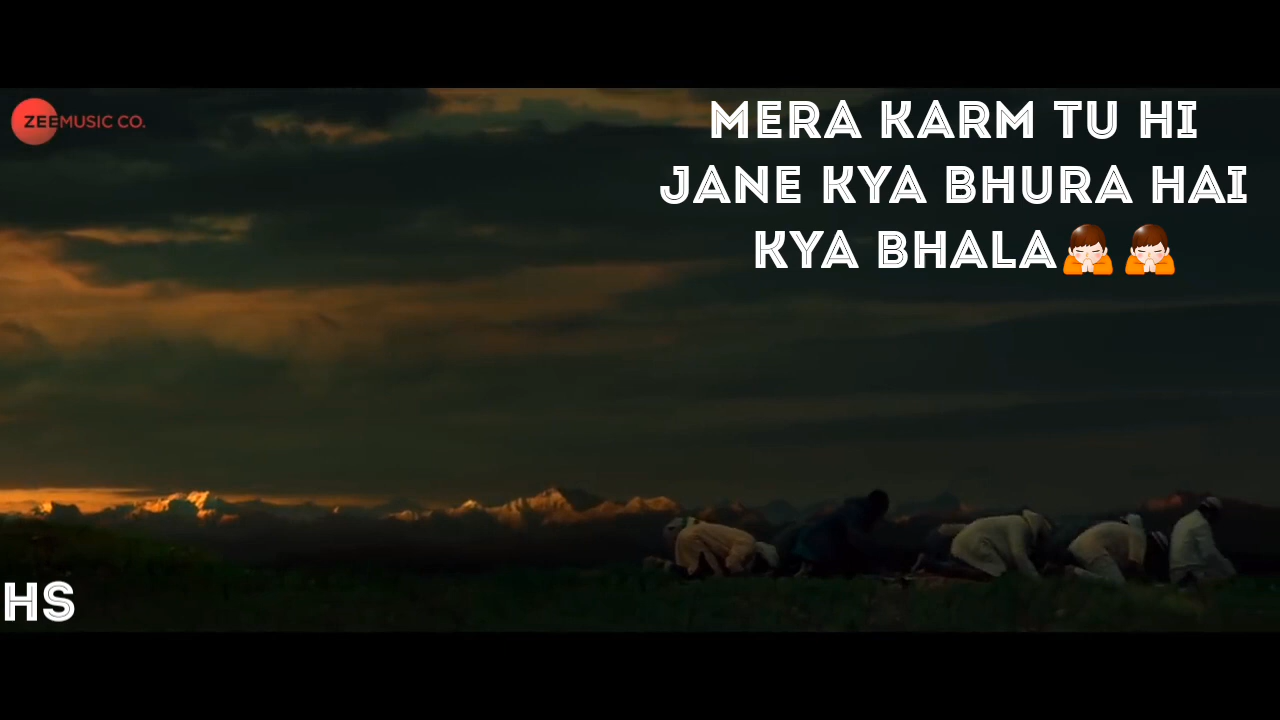 ZEEMUSIC CO.
MERA KARM TU HI
JANE KYA BHURA HAI
KYA BHALA🙏🙏
HS